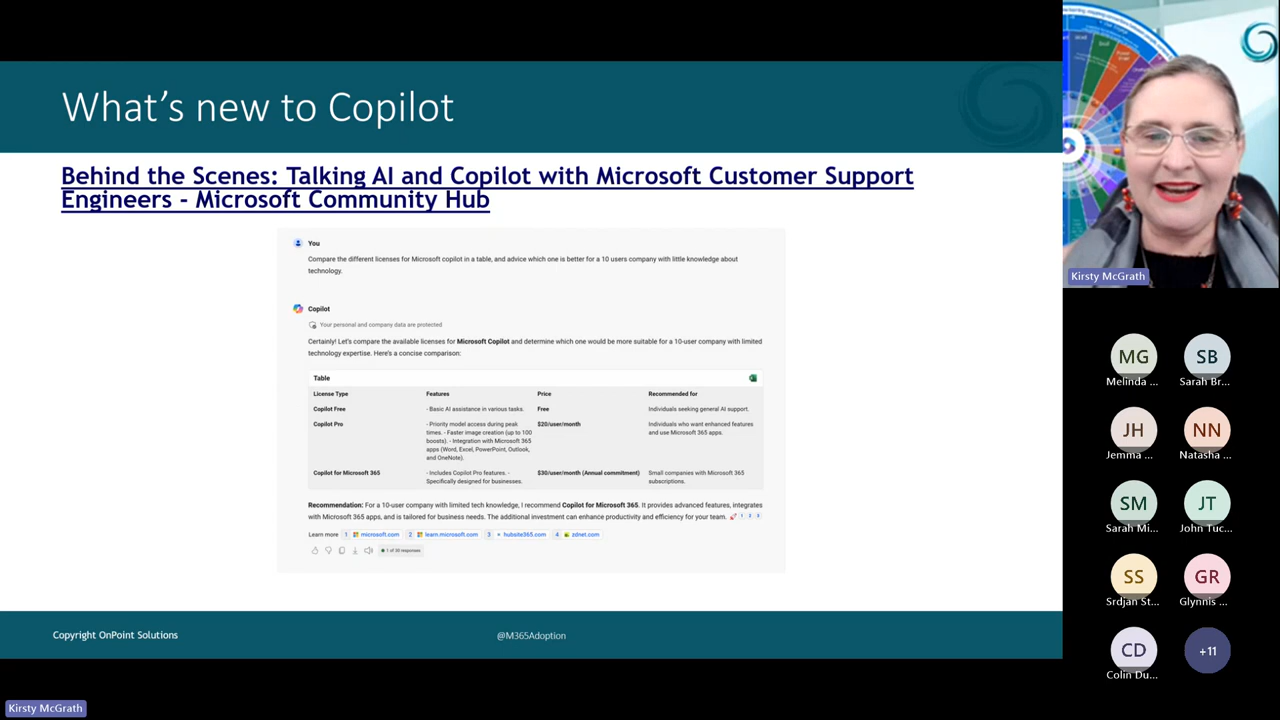 What's new to Copilot
Behind the Scenes: Talking AI and Copilot with Microsoft Customer Support
Engineers - Microsoft Community Hub
You
Compare the different licenses for Microsoft copilot in a table, and advice which one is better for a 10 users company with little knowledge about
technology.
Copilot
Your personal and company data are protected
Certainly! Let's compare the available licenses for Microsoft Copilot and determine which one would be more suitable for a 10-user company with limited
technology expertise. Here's a concise comparison:
Table
License Type Features Price Recommended for
Copilot Free - Basic AI assistance in various tasks. Free Individuals seeking general AI support.
Copilot Pro - Priority model access during peak $20/user/month Individuals who want enhanced features
times. - Faster image creation (up to 100 and use Microsoft 365 apps.
boosts). - Integration with Microsoft 365
apps (Word, Excel, PowerPoint, Outlook,
and OneNote).
Copilot for Microsoft 365 - Includes Copilot Pro features. - $30/user/month (Annual commitment) Small companies with Microsoft 365
Specifically designed for businesses. subscriptions.
Recommendation: For a 10-user company with limited tech knowledge, I recommend Copilot for Microsoft 365. It provides advanced features, integrates
with Microsoft 365 apps, and is tailored for business needs. The additional investment can enhance productivity and efficiency for your team. 1 2 3
Learn more 1 microsoft.com 2 learn.microsoft.com 3 hubsite365.com 4 zdnet.com
1 of 30 responses
Copyright OnPoint Solutions
@M365Adoption
Kirsty McGrath
MG SB
Melinda ... Sarah Br...
JH NN
Jemma ... Natasha ...
SM JT
Sarah Mi... John Tuc...
SS GR
Srdjan St... Glynnis ...
CD +11
Colin Du...
Kirsty McGrath